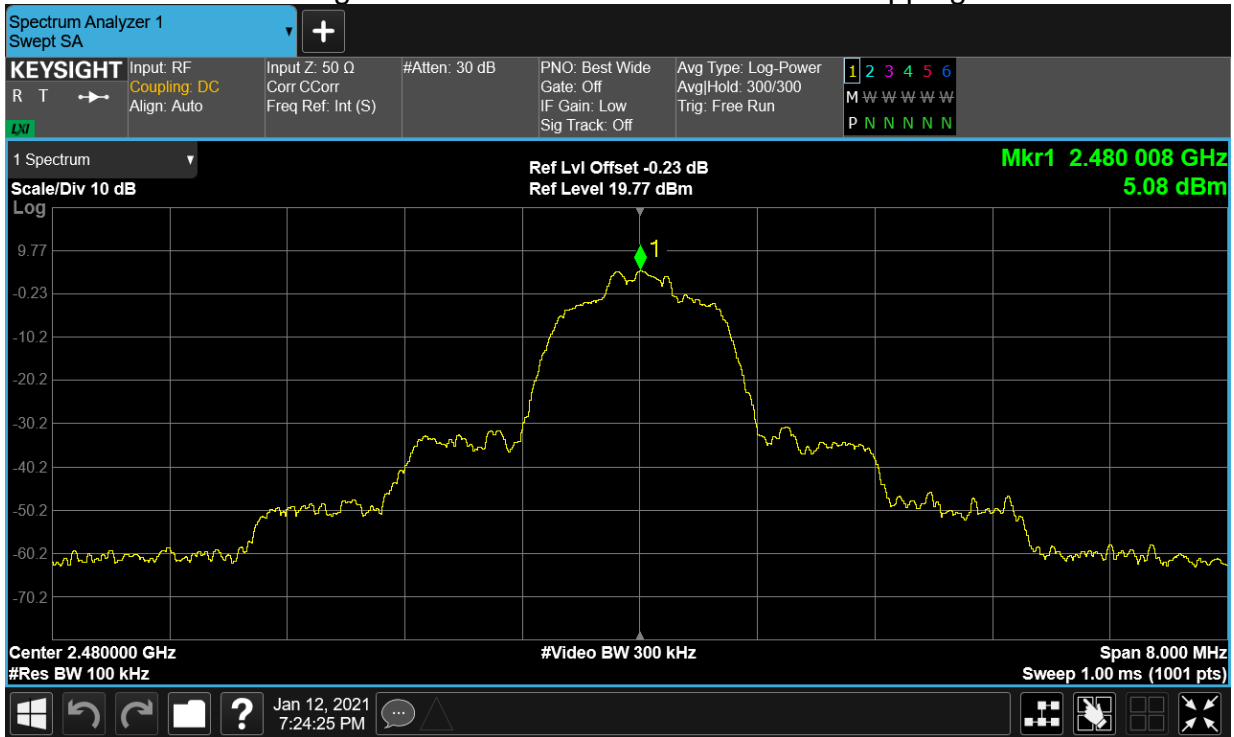 Spectrum Analyzer 1
Swept SA
+
KEYSIGHT
R T
LXI
Input: RF
Coupling: DC
Align: Auto
Input Z: 50 Ω
Corr CCorr
Freq Ref: Int (S)
#Atten: 30 dB
PNO: Best Wide
Gate: Off
IF Gain: Low
Sig Track: Off
Avg Type: Log-Power
Avg|Hold: 300/300
Trig: Free Run
1 2 3 4 5 6
M W W W W W
P N N N N N
1 Spectrum
Scale/Div 10 dB
Log
Ref Lvl Offset -0.23 dB
Ref Level 19.77 dBm
Mkr1 2.480 008 GHz
5.08 dBm
1
9.77
-0.23
-10.2
-20.2
-30.2
-40.2
-50.2
-60.2
-70.2
Center 2.480000 GHz
#Res BW 100 kHz
#Video BW 300 kHz
Span 8.000 MHz
Sweep 1.00 ms (1001 pts)
?
Jan 12, 2021
7:24:25 PM